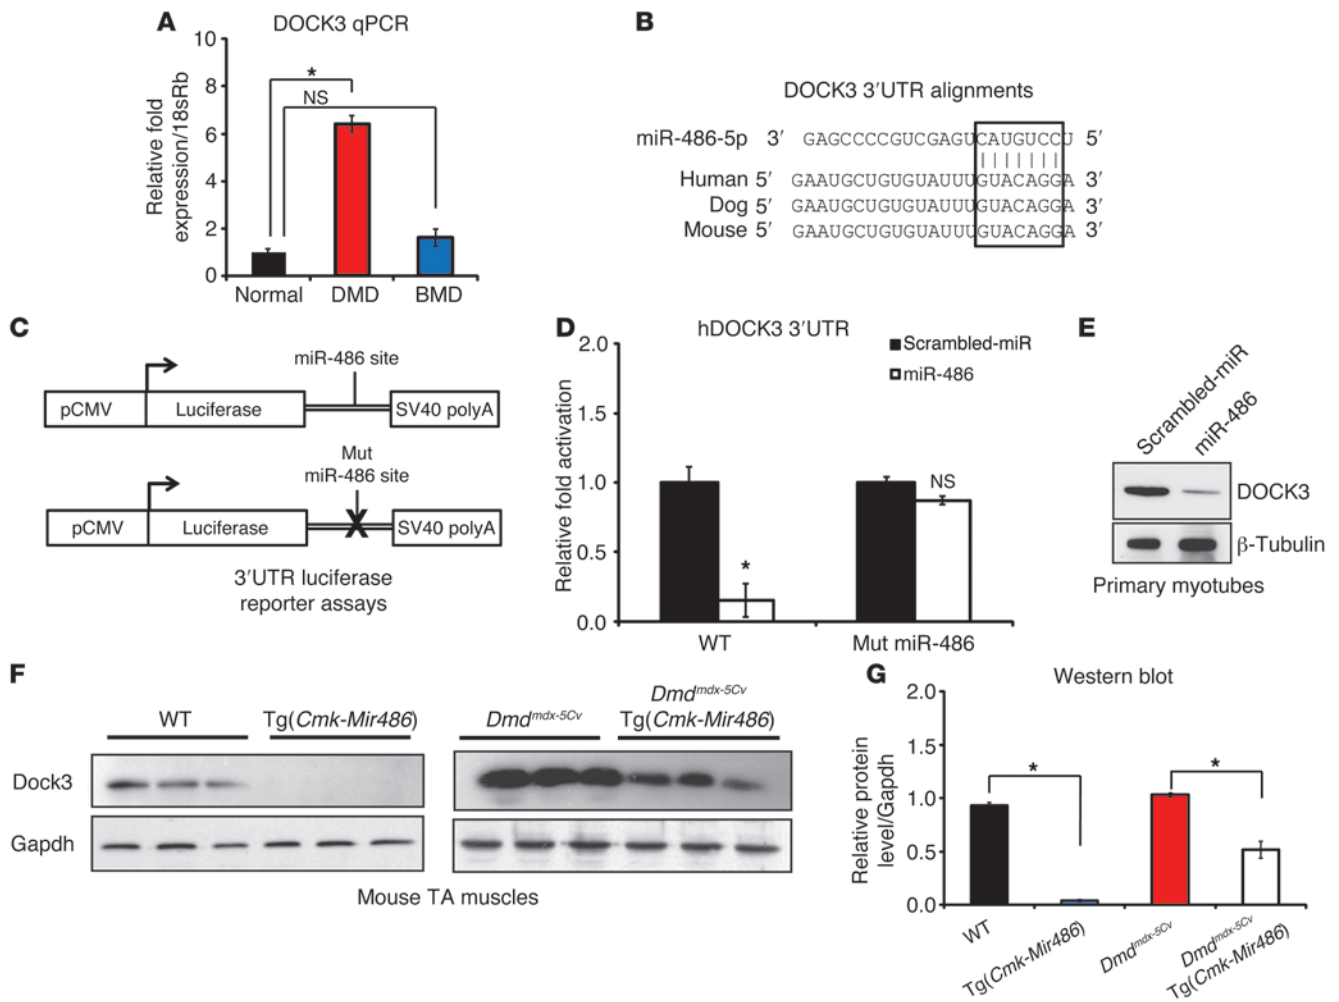 A
DOCK3 qPCR
Relative fold
expression/18sRb
10
8
6
4
2
0
*
NS
Normal
DMD
BMD
B
DOCK3 3′UTR alignments
miR-486-5p 3′ GAGCCCCGUCGAGUCAUGUCCU 5′
Human 5′ GAAUGCUGUGUAUUUGUACAGGA 3′
Dog 5′ GAAUGCUGUGUAUUUGUACAGGA 3′
Mouse 5′ GAAUGCUGUGUAUUUGUACAGGA 3′
C
miR-486 site
pCMV
Luciferase
SV40 polyA
Mut
miR-486 site
X
pCMV
Luciferase
SV40 polyA
3′UTR luciferase
reporter assays
D
hDOCK3 3′UTR
Scrambled-miR
miR-486
Relative fold activation
2.0
1.5
1.0
0.5
0.0
*
NS
WT
Mut miR-486
E
Scrambled-miR
miR-486
DOCK3
β-Tubulin
Primary myotubes
F
WT
Tg(Cmk-Mir486)
Dmdmdx-5Cv
Dmdmdx-5Cv
Tg(Cmk-Mir486)
Dock3
Gapdh
Mouse TA muscles
G
Western blot
Relative protein
level/Gapdh
2.0
1.5
1.0
0.5
0.0
*
*
WT
Tg(Cmk-Mir486)
Dmdmdx-5Cv
Dmdmdx-5Cv
Tg(Cmk-Mir486)